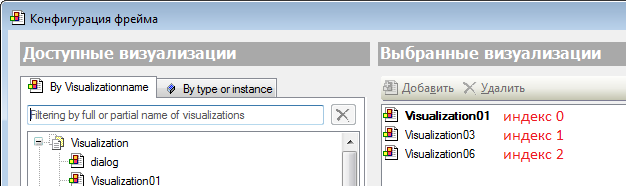 Конфигурация фрейма
Доступные визуализации
By Visualizationname
By type or instance
Filtering by full or partial name of visualizations
Visualization
dialog
Visualization01
Выбранные визуализации
Добавить Удалить
Visualization01 индекс 0
Visualization03 индекс 1
Visualization06 индекс 2